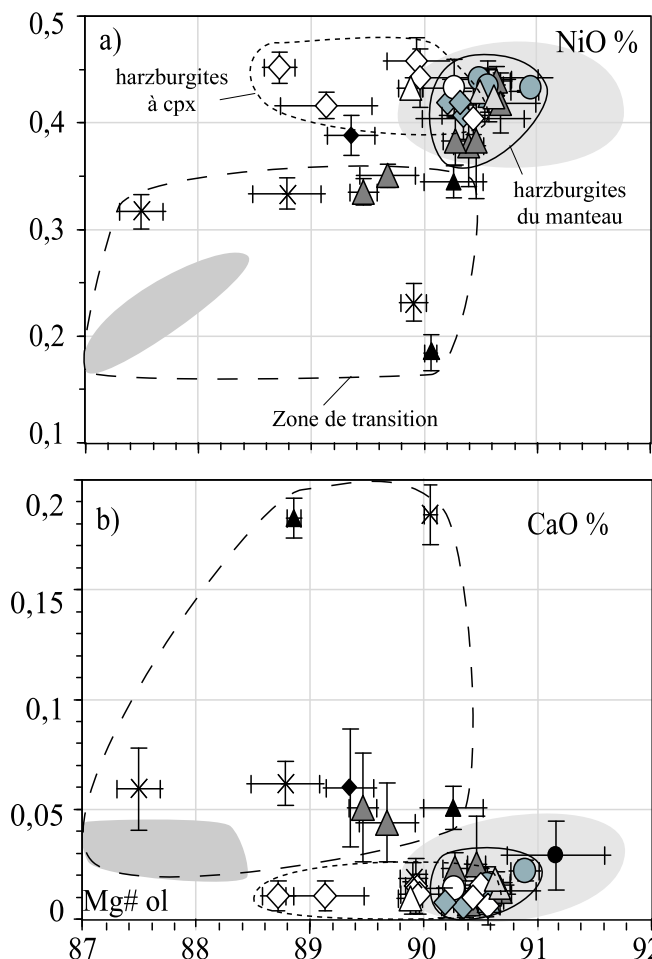 0,5
a)
NiO %
harzburgites
à cpx
0,4
harzburgites
du manteau
0,3
0,2
Zone de transition
0,1
0,2
b)
CaO %
0,15
0,1
0,05
Mg# ol
0
87 88 89 90 91 92